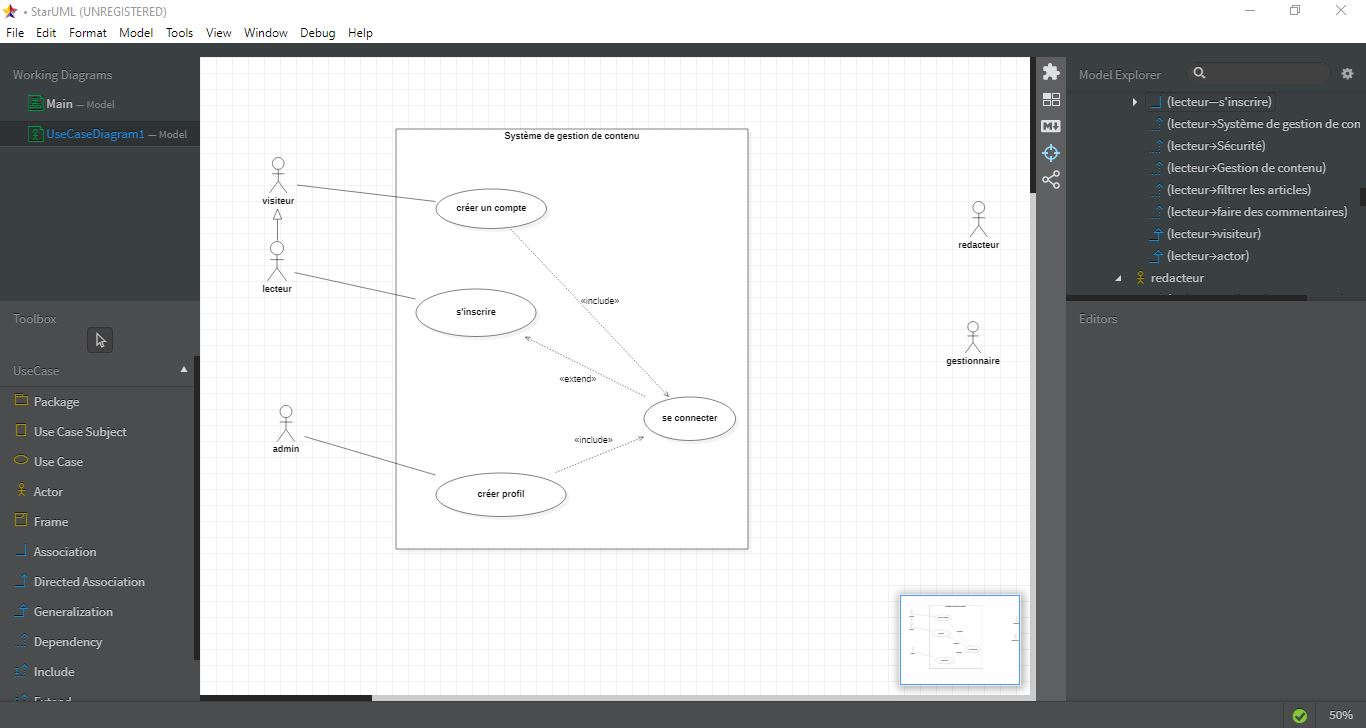 • StarUML (UNREGISTERED)
File Edit Format Model Tools View Window Debug Help
Working Diagrams
Main — Model
UseCaseDiagram1 — Model
Toolbox
UseCase
Package
Use Case Subject
Use Case
Actor
Frame
Association
Directed Association
Generalization
Dependency
Include
Extend
Système de gestion de contenu
visiteur
créer un compte
lecteur
«include»
s'inscrire
«extend»
se connecter
admin
«include»
créer profil
redacteur
gestionnaire
M
Model Explorer
(lecteur—s'inscrire)
(lecteur→Système de gestion de con
(lecteur→Sécurité)
(lecteur→Gestion de contenu)
(lecteur→filtrer les articles)
(lecteur→faire des commentaires)
(lecteur→visiteur)
(lecteur→actor)
redacteur
Editors
50%